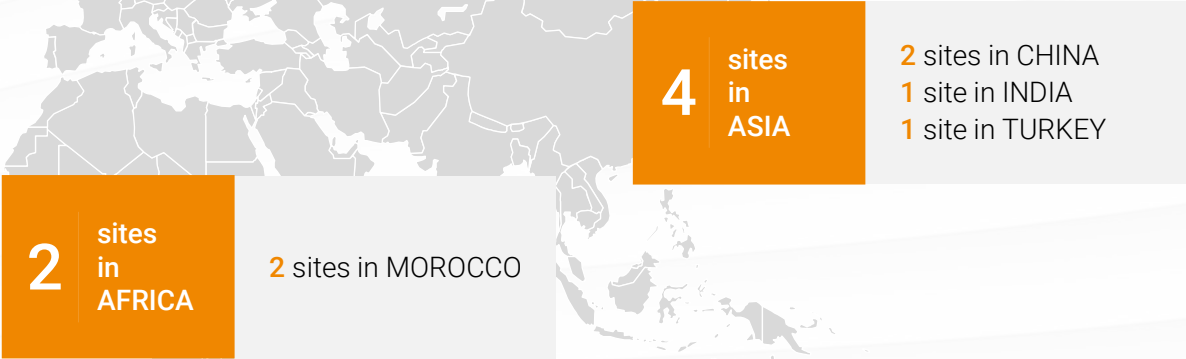 4
sites
in
ASIA
2 sites in CHINA
1 site in INDIA
1 site in TURKEY
2
sites
in
AFRICA
2 sites in MOROCCO